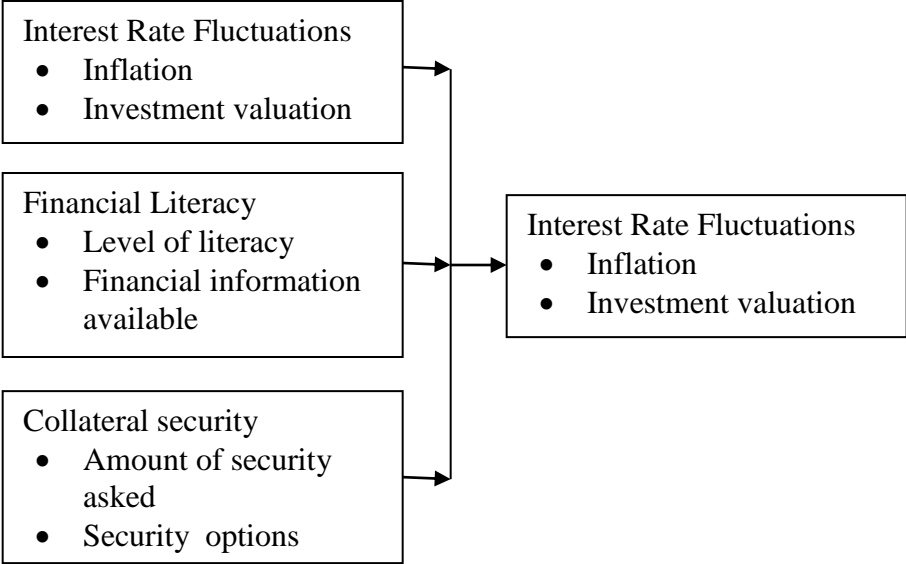 Interest Rate Fluctuations
• Inflation
• Investment valuation
Financial Literacy
• Level of literacy
• Financial information
available
Collateral security
• Amount of security
asked
• Security options
Interest Rate Fluctuations
• Inflation
• Investment valuation